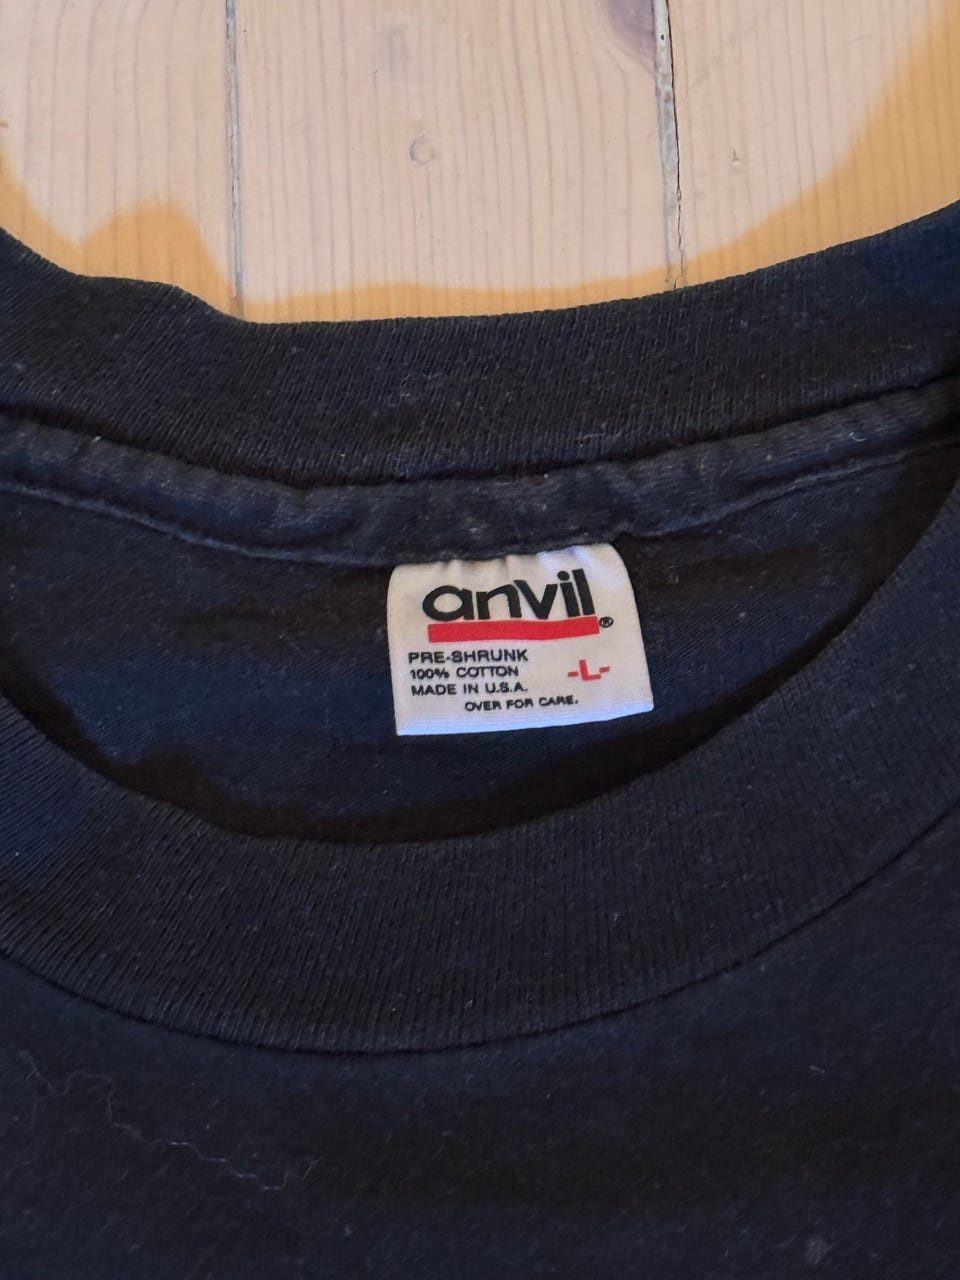 anvil®
PRE-SHRUNK
100% COTTON
-L-
MADE IN U.S.A.
OVER FOR CARE.